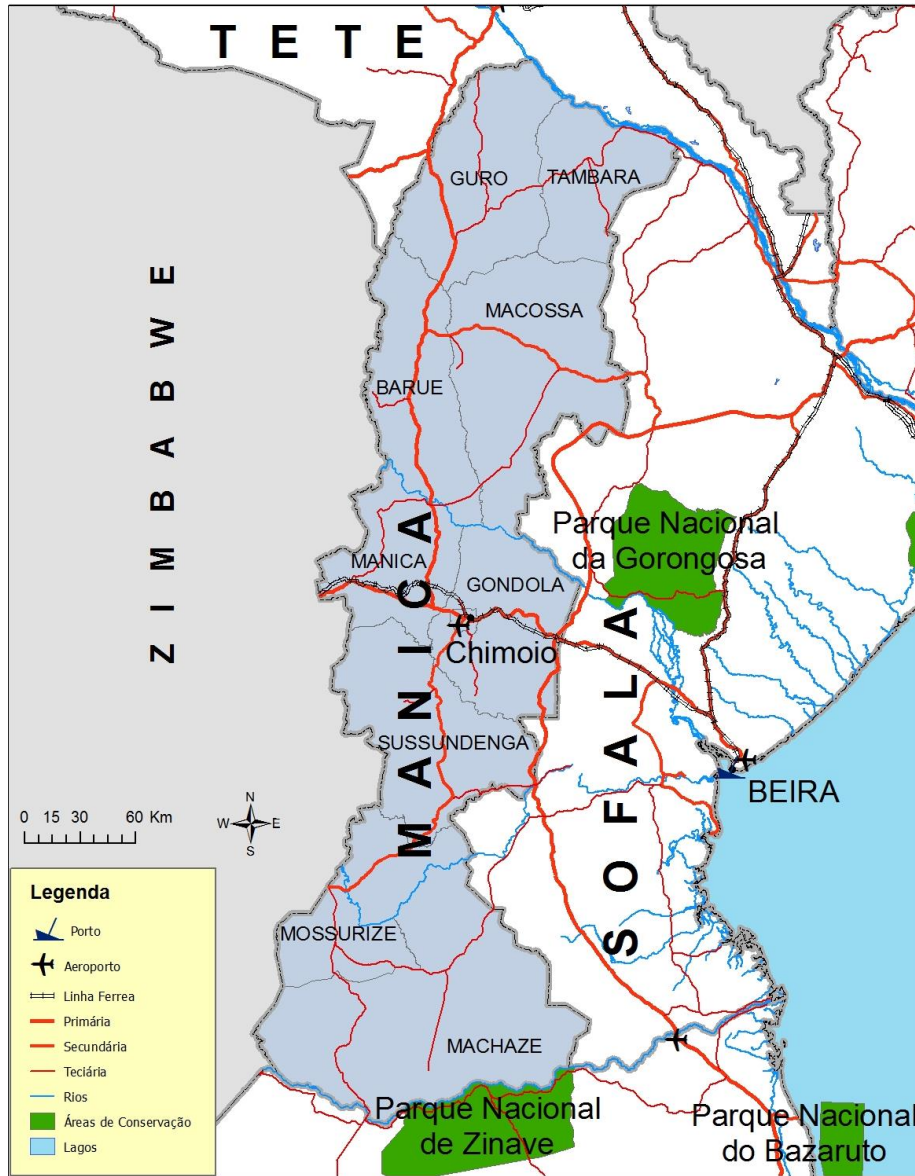 TETE
GURO
TAMBARA
ZIMBABWE
MACOSSA
BARUE
Parque Nacional
da Gorongosa
MANICA
MANICA
GONDOLA
Chimoio
SOFALA
SUSSUNDENGA
BEIRA
0 15 30 60 Km
N
W E
S
MOSSURIZE
MACHAZE
Parque Nacional
de Zinave
Parque Nacional
do Bazaruto
Legenda
Porto
Aeroporto
Linha Ferrea
Primária
Secundária
Teciária
Rios
Áreas de Conservação
Lagos